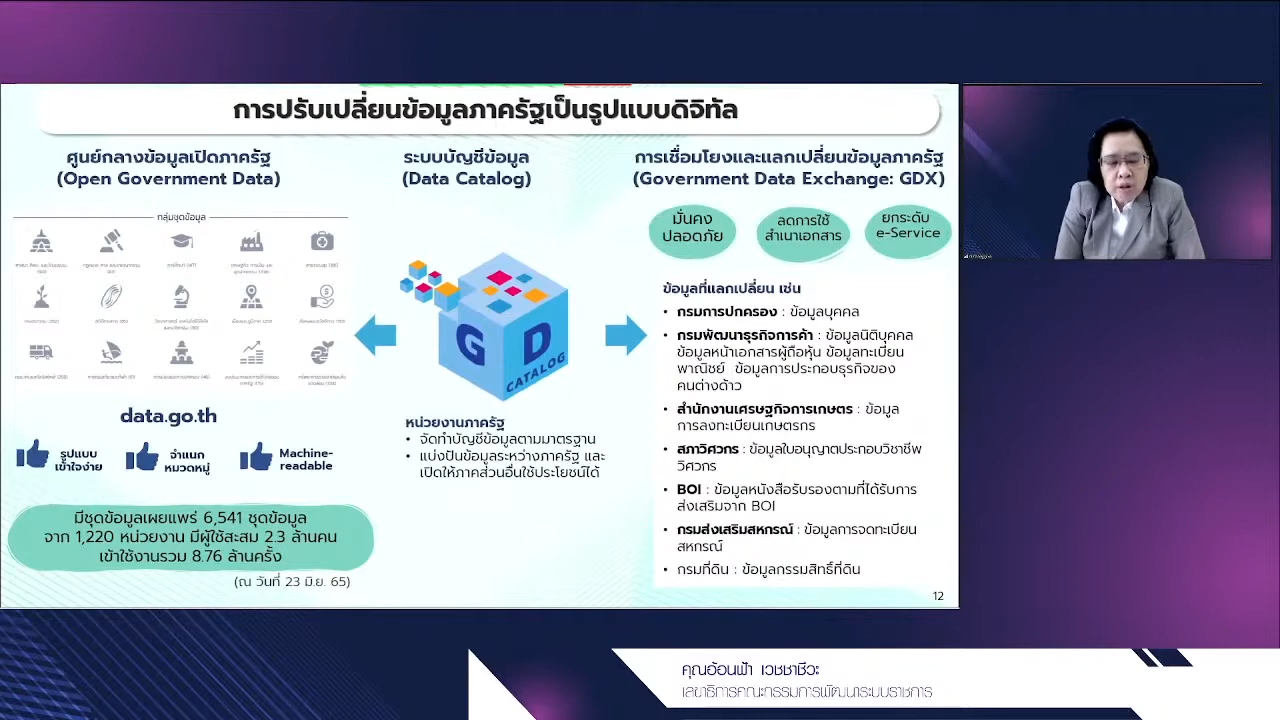 การปรับเปลี่ยนข้อมูลภาครัฐเป็นรูปแบบดิจิทัล
ศูนย์กลางข้อมูลเปิดภาครัฐ
(Open Government Data)
กลุ่มชุดข้อมูล
data.go.th
รูปแบบ
เข้าใจง่าย
จำแนก
หมวดหมู่
Machine-
readable
มีชุดข้อมูลเผยแพร่ 6,541 ชุดข้อมูล
จาก 1,220 หน่วยงาน มีผู้ใช้สะสม 2.3 ล้านคน
เข้าใช้งานรวม 8.76 ล้านครั้ง
(ณ วันที่ 23 มิ.ย. 65)
ระบบบัญชีข้อมูล
(Data Catalog)
G D
CATALOG
หน่วยงานภาครัฐ
• จัดทำบัญชีข้อมูลตามมาตรฐาน
• แบ่งปันข้อมูลระหว่างภาครัฐ และ
เปิดให้ภาคส่วนอื่นใช้ประโยชน์ได้
การเชื่อมโยงและแลกเปลี่ยนข้อมูลภาครัฐ
(Government Data Exchange: GDX)
มั่นคง
ปลอดภัย
ลดการใช้
สำเนาเอกสาร
ยกระดับ
e-Service
ข้อมูลที่แลกเปลี่ยน เช่น
• กรมการปกครอง : ข้อมูลบุคคล
• กรมพัฒนาธุรกิจการค้า : ข้อมูลนิติบุคคล
ข้อมูลหน้าเอกสารผู้ถือหุ้น ข้อมูลทะเบียน
พาณิชย์ ข้อมูลการประกอบธุรกิจของ
คนต่างด้าว
• สำนักงานเศรษฐกิจการเกษตร : ข้อมูล
การลงทะเบียนเกษตรกร
• สภาวิศวกร : ข้อมูลใบอนุญาตประกอบวิชาชีพ
วิศวกร
• BOI : ข้อมูลหนังสือรับรองตามที่ได้รับการ
ส่งเสริมจาก BOI
• กรมส่งเสริมสหกรณ์ : ข้อมูลการจดทะเบียน
สหกรณ์
• กรมที่ดิน : ข้อมูลกรรมสิทธิ์ที่ดิน
12
คุณอ้อนฟ้า เวชชาชีวะ
เลขาธิการคณะกรรมการพัฒนาระบบราชการ